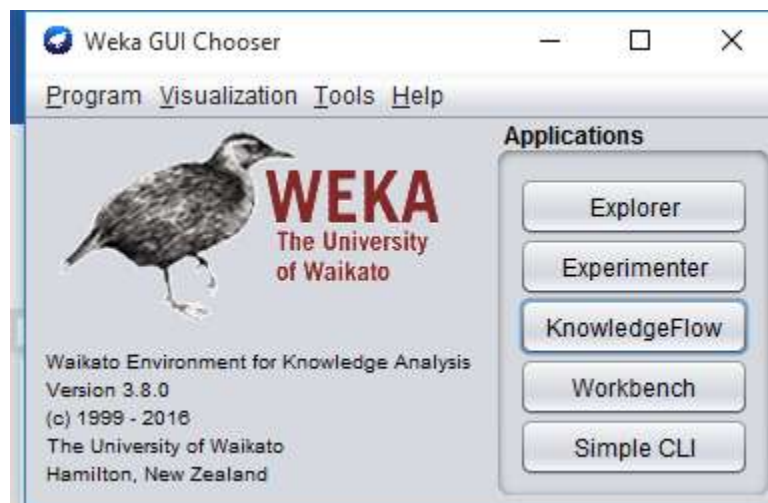 Weka GUI Chooser
Program Visualization Tools Help
WEKA
The University
of Waikato
Waikato Environment for Knowledge Analysis
Version 3.8.0
(c) 1999 - 2016
The University of Waikato
Hamilton, New Zealand
Applications
Explorer
Experimenter
KnowledgeFlow
Workbench
Simple CLI